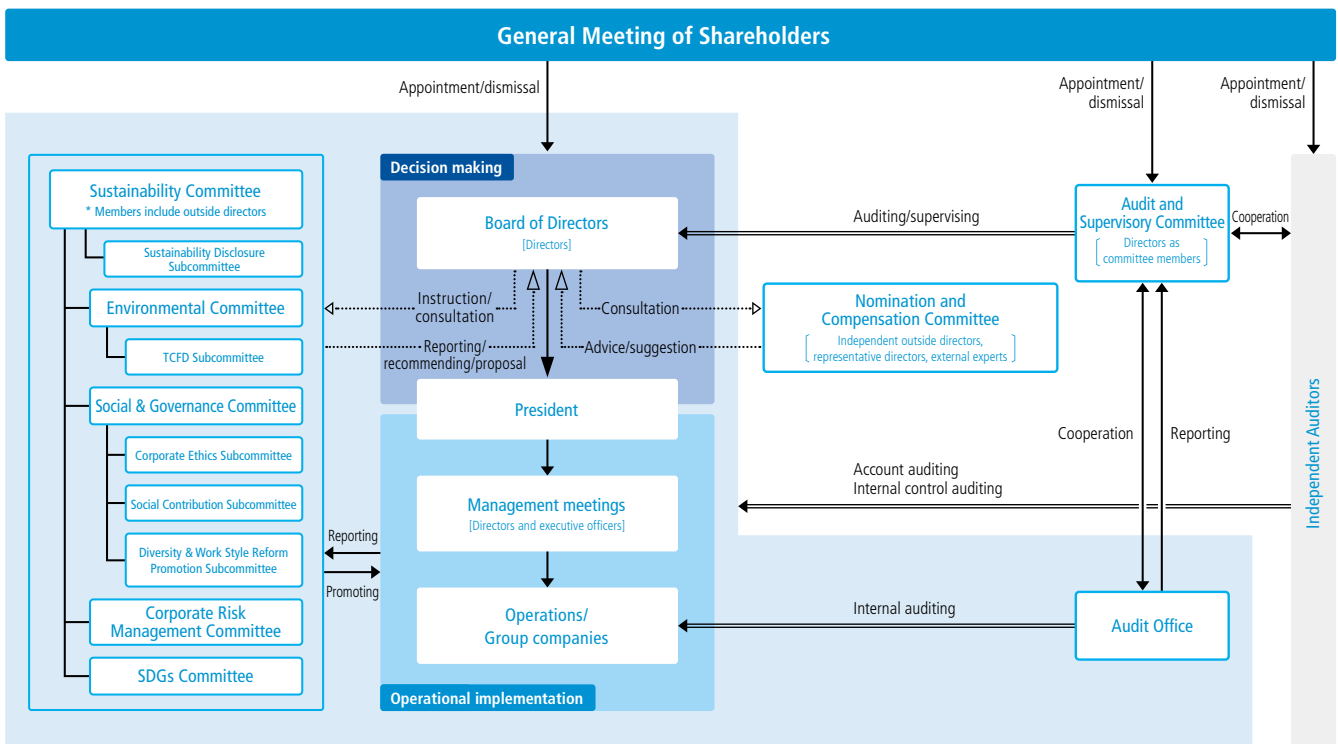 General Meeting of Shareholders
Appointment/dismissal
Appointment/
dismissal
Appointment/
dismissal
Decision making
Sustainability Committee
* Members include outside directors
Sustainability Disclosure
Subcommittee
Environmental Committee
TCFD Subcommittee
Social & Governance Committee
Corporate Ethics Subcommittee
Social Contribution Subcommittee
Diversity & Work Style Reform
Promotion Subcommittee
Corporate Risk
Management Committee
SDGs Committee
Board of Directors
[Directors]
Instruction/
consultation
Reporting/
recommending/proposal
Consultation
Advice/suggestion
President
Management meetings
[Directors and executive officers]
Reporting
Promoting
Operations/
Group companies
Operational implementation
Auditing/supervising
Audit and
Supervisory Committee
[Directors as
committee members]
Cooperation
Nomination and
Compensation Committee
[Independent outside directors,
representative directors, external experts]
Cooperation
Reporting
Account auditing
Internal control auditing
Internal auditing
Audit Office
Independent Auditors